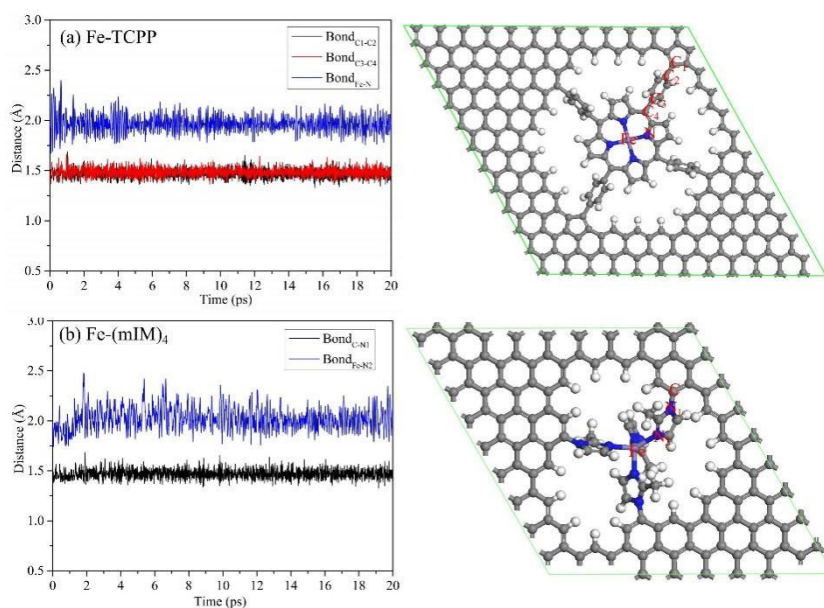 3.0
(a) Fe-TCPP
Bond C1-C2
Bond C3-C4
Bond Fe-N
2.5
2.0
1.5
1.0
0.5
Distance (Å)
0 2 4 6 8 10 12 14 16 18 20
Time (ps)
C1
C2
C3
C4
Fe
N
3.0
(b) Fe-(mIM)4
Bond C-N1
Bond Fe-N2
2.5
2.0
1.5
1.0
0.5
Distance (Å)
0 2 4 6 8 10 12 14 16 18 20
Time (ps)
C
Fe